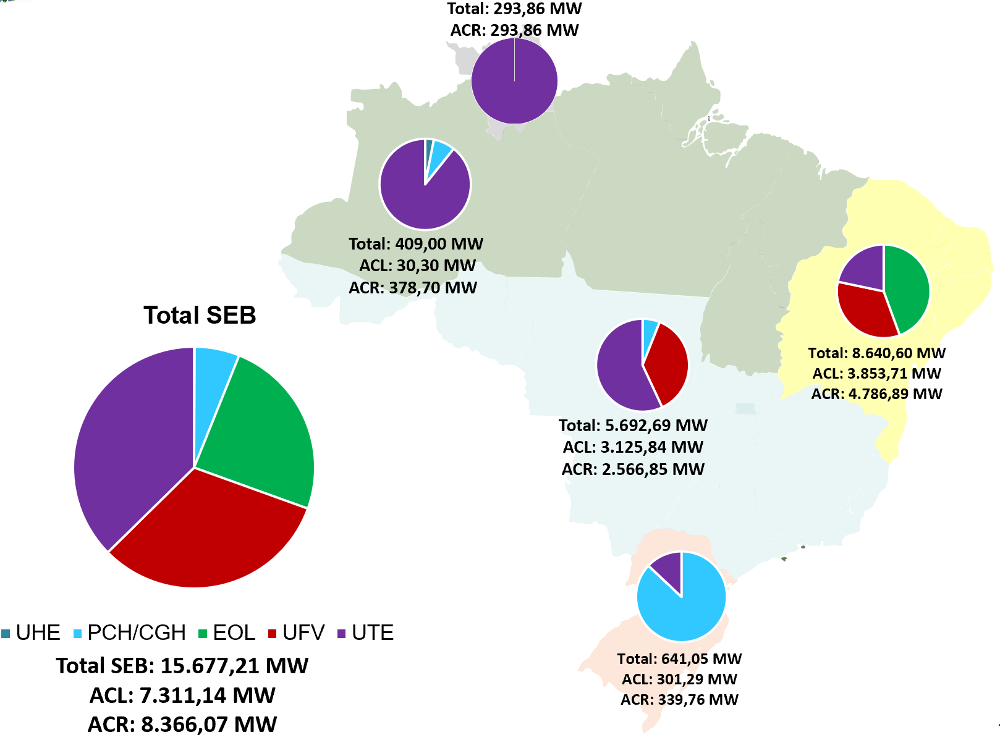 Total: 293,86 MW
ACR: 293,86 MW
Total: 409,00 MW
ACL: 30,30 MW
ACR: 378,70 MW
Total: 8.640,60 MW
ACL: 3.853,71 MW
ACR: 4.786,89 MW
Total: 5.692,69 MW
ACL: 3.125,84 MW
ACR: 2.566,85 MW
Total: 641,05 MW
ACL: 301,29 MW
ACR: 339,76 MW
Total SEB
UHE PCH/CGH EOL UFV UTE
Total SEB: 15.677,21 MW
ACL: 7.311,14 MW
ACR: 8.366,07 MW